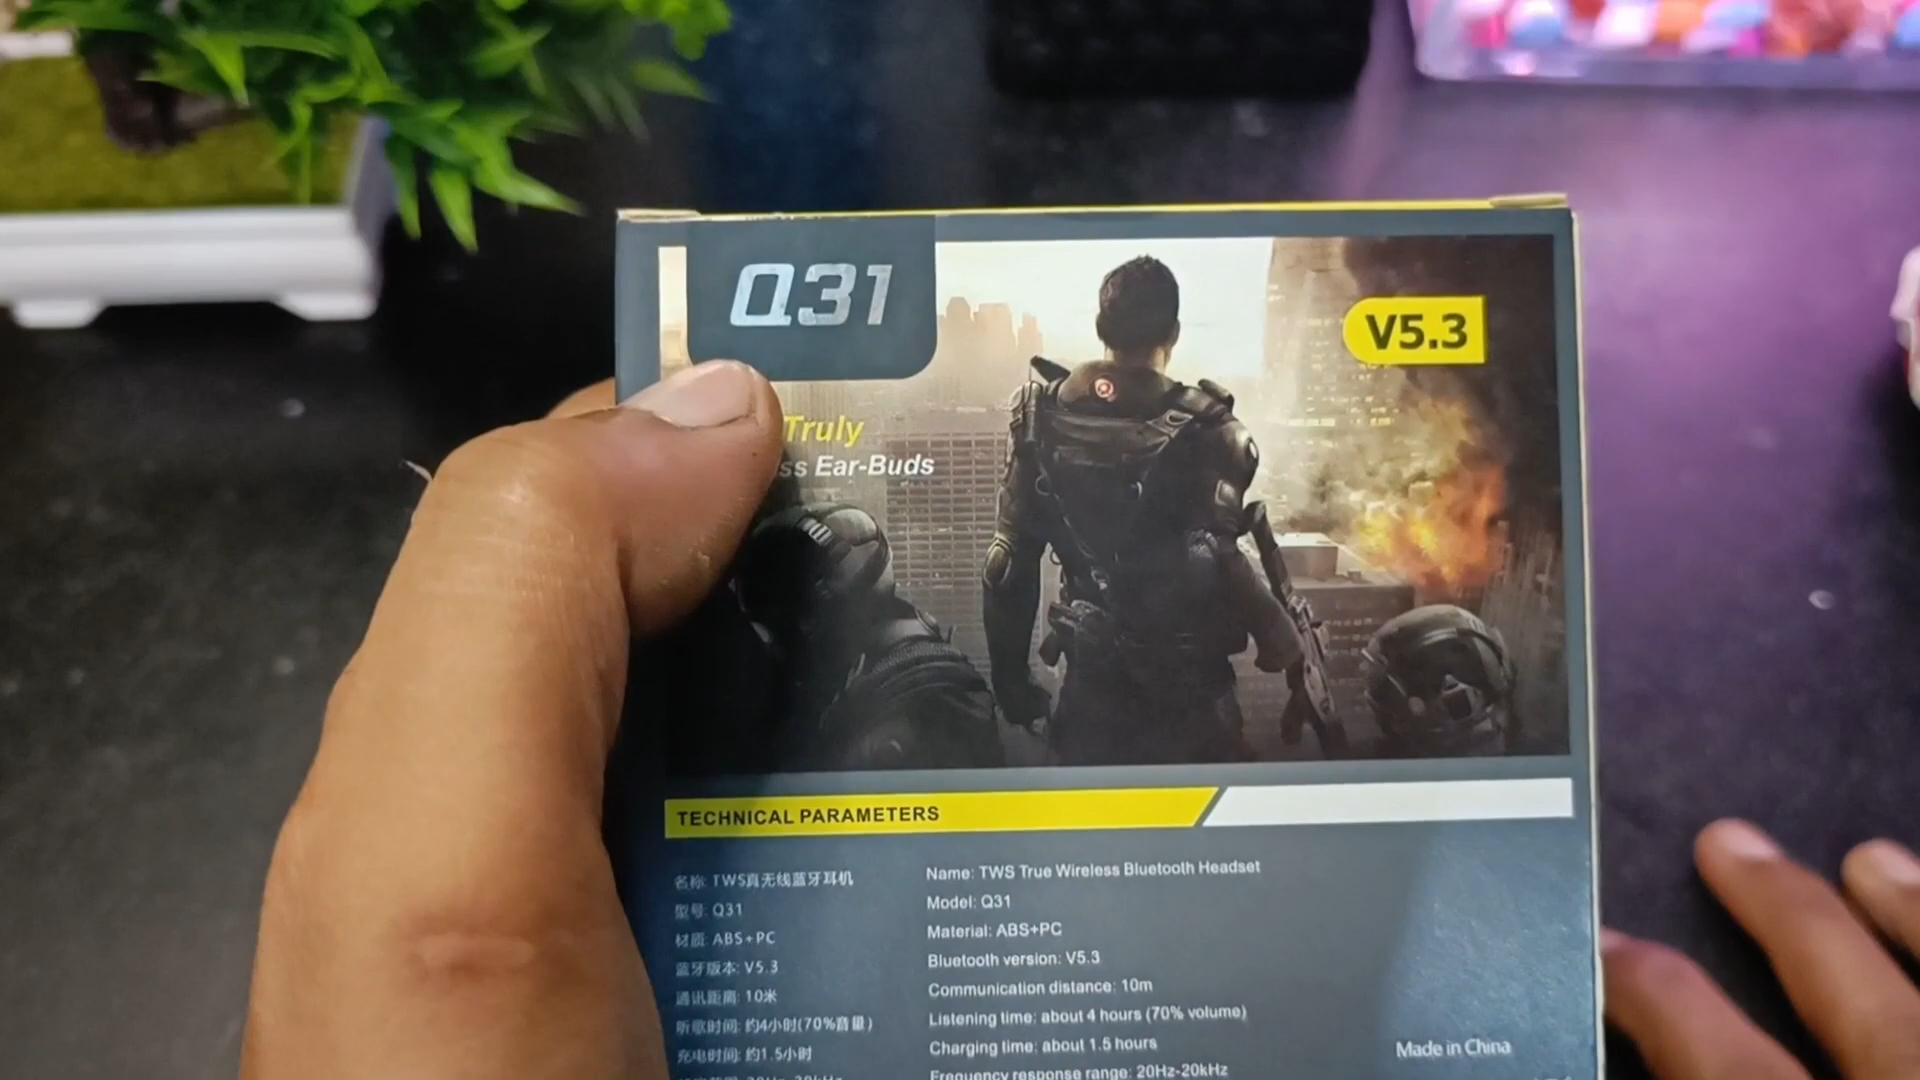 Q31
V5.3
Truly
Ear-Buds
TECHNICAL PARAMETERS
名称: TWS真无线蓝牙耳机
型号: Q31
材质: ABS+PC
蓝牙版本: V5.3
通讯距离: 10米
听歌时间: 约4小时(70%音量)
充电时间: 约1.5小时
Name: TWS True Wireless Bluetooth Headset
Model: Q31
Material: ABS+PC
Bluetooth version: V5.3
Communication distance: 10m
Listening time: about 4 hours (70% volume)
Charging time: about 1.5 hours
Frequency response range: 20Hz-20kHz
Made in China